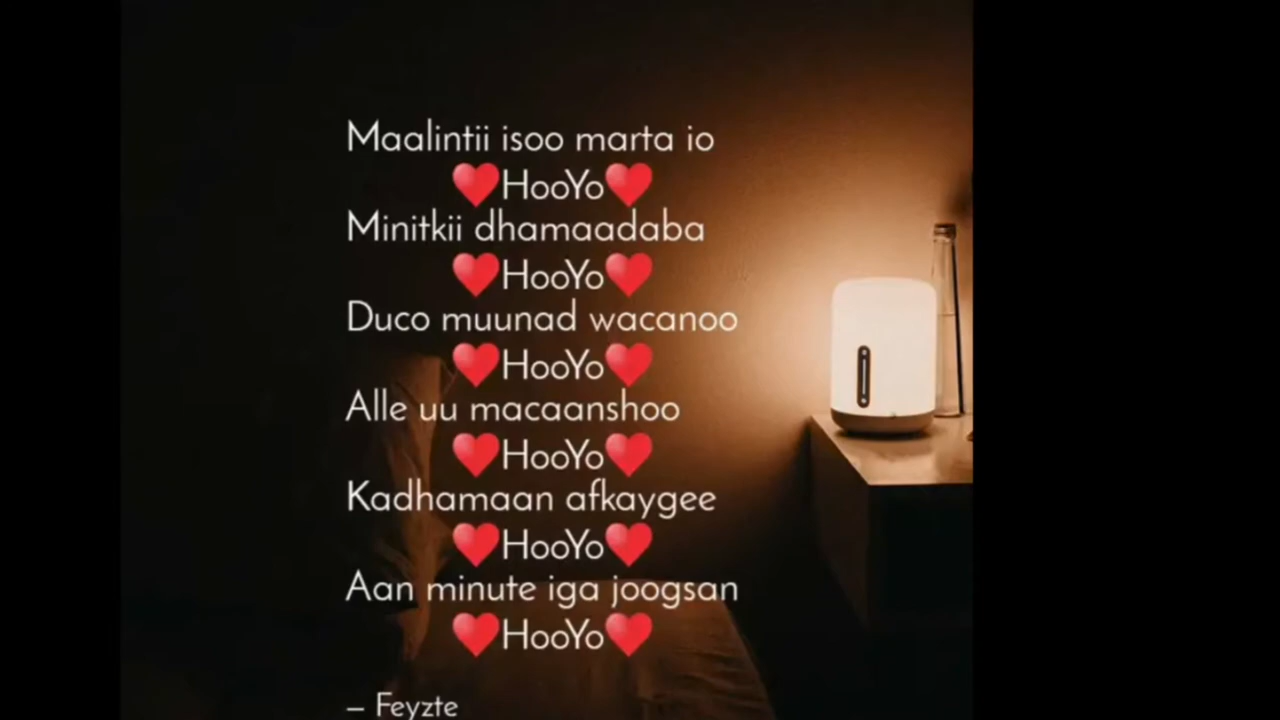 Maalintii isoo marta io
♥️HooYo♥️
Minitkii dhamaadaba
♥️HooYo♥️
Duco muunad wacanoo
♥️HooYo♥️
Alle uu macaanshoo
♥️HooYo♥️
Kadhamaan afkaygee
♥️HooYo♥️
Aan minute iga joogsan
♥️HooYo♥️
– Feyzte